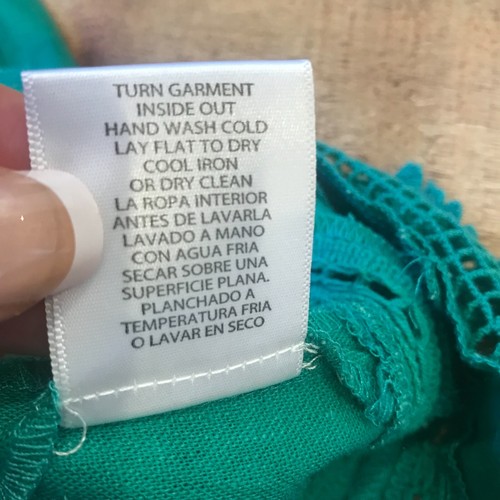 TURN GARMENT
INSIDE OUT
HAND WASH COLD
LAY FLAT TO DRY
COOL IRON
OR DRY CLEAN
LA ROPA INTERIOR
ANTES DE LAVARLA
LAVADO A MANO
CON AGUA FRIA
SECAR SOBRE UNA
SUPERFICIE PLANA.
PLANCHADO A
TEMPERATURA FRIA
O LAVAR EN SECO